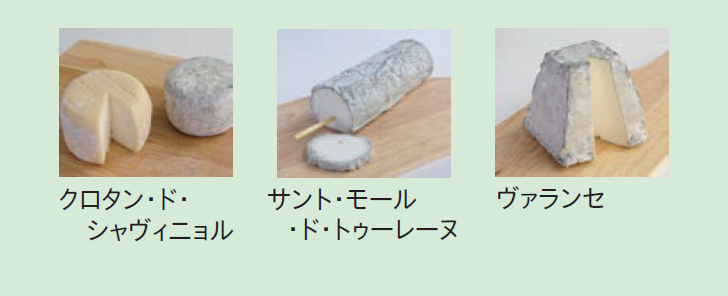 クロタン・ド・
シャヴィニョル
サント・モール
・ド・トゥーレーヌ
ヴァランセ